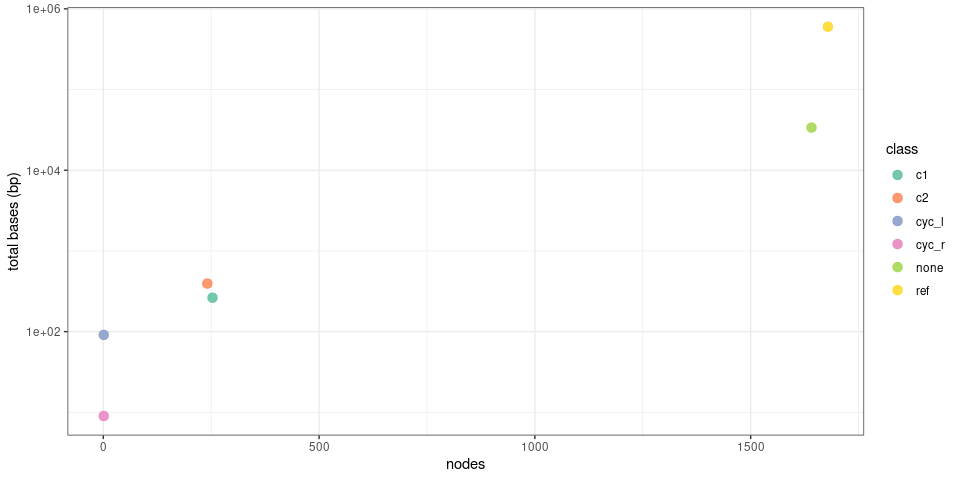 1e+06
1e+04
1e+02
total bases (bp)
0
500
1000
1500
nodes
class
c1
c2
cyc_l
cyc_r
none
ref